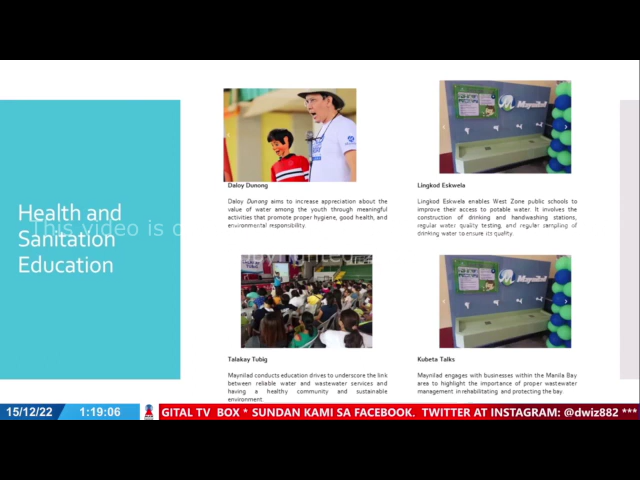 Health and
Sanitation
Education
This video is
Daloy Dunong
Daloy Dunong aims to increase appreciation about the
value of water among the youth through meaningful
activities that promote proper hygiene, good health, and
environmental responsibility.
Maynilad
Lingkod Eskwela
Lingkod Eskwela enables West Zone public schools to
improve their access to potable water. It involves the
construction of drinking and handwashing stations,
regular water quality testing, and regular sampling of
drinking water to ensure its quality.
Talakay Tubig
Maynilad conducts education drives to underscore the link
between reliable water and wastewater services and
having a healthy community and sustainable
environment.
Maynilad
Kubeta Talks
Maynilad engages with businesses within the Manila Bay
area to highlight the importance of proper wastewater
management in rehabilitating and protecting the bay.
15/12/22 1:19:06 GITAL TV BOX * SUNDAN KAMI SA FACEBOOK. TWITTER AT INSTAGRAM: @dwiz882 ***